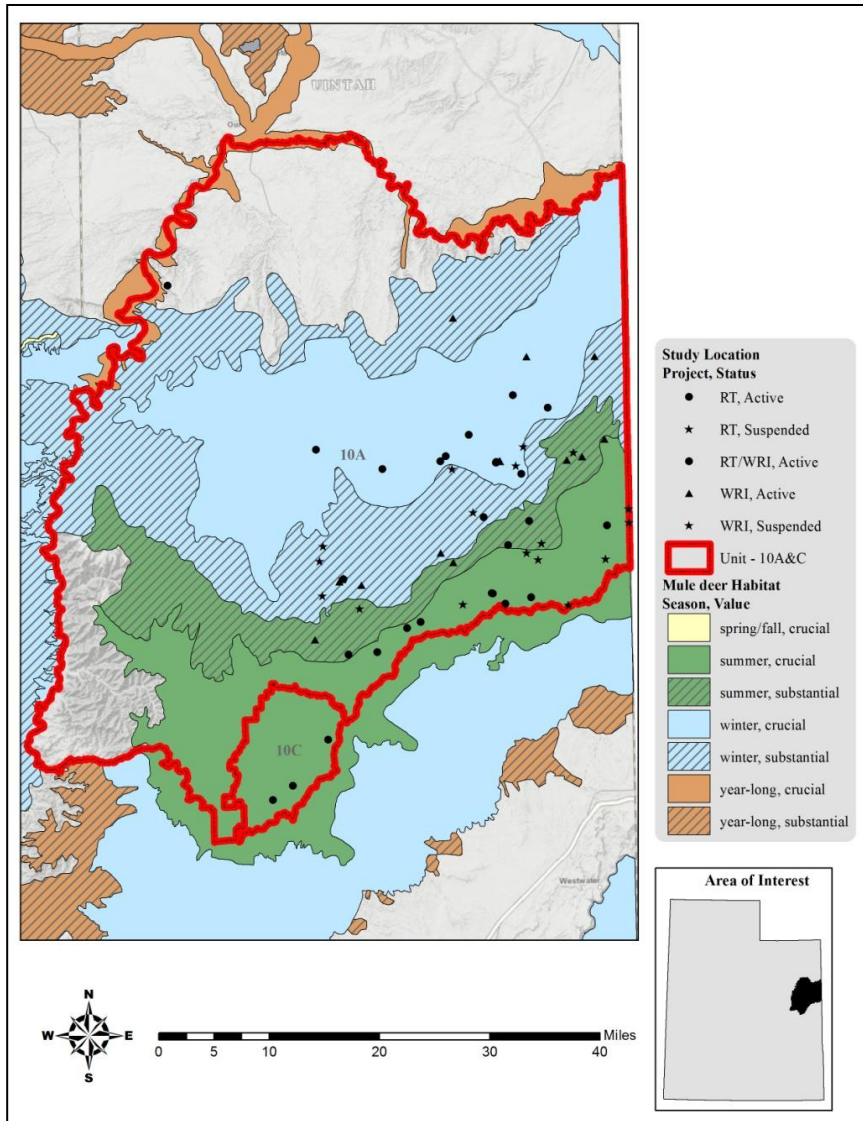 UINTAH
Ou
10A
10C
Westwater
Study Location
Project, Status
RT, Active
RT, Suspended
RT/WRI, Active
WRI, Active
WRI, Suspended
Unit - 10A&C
Mule deer Habitat
Season, Value
spring/fall, crucial
summer, crucial
summer, substantial
winter, crucial
winter, substantial
year-long, crucial
year-long, substantial
Area of Interest
N
W E
S
Miles
0 5 10 20 30 40